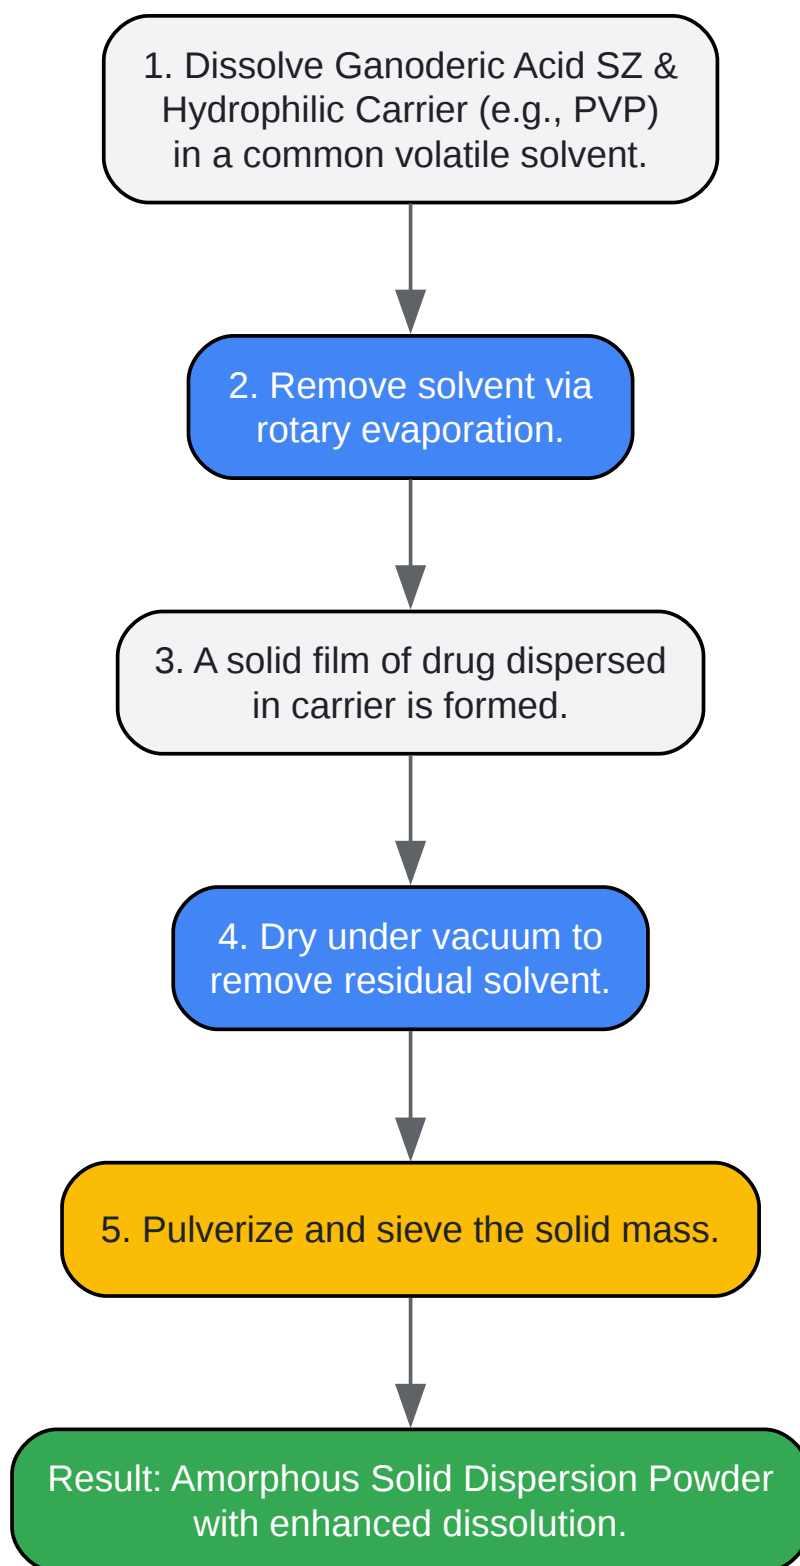 1. Dissolve Ganoderic Acid SZ &
Hydrophilic Carrier (e.g., PVP)
in a common volatile solvent.
2. Remove solvent via
rotary evaporation.
3. A solid film of drug dispersed
in carrier is formed.
4. Dry under vacuum to
remove residual solvent.
5. Pulverize and sieve the solid mass.
Result: Amorphous Solid Dispersion Powder
with enhanced dissolution.